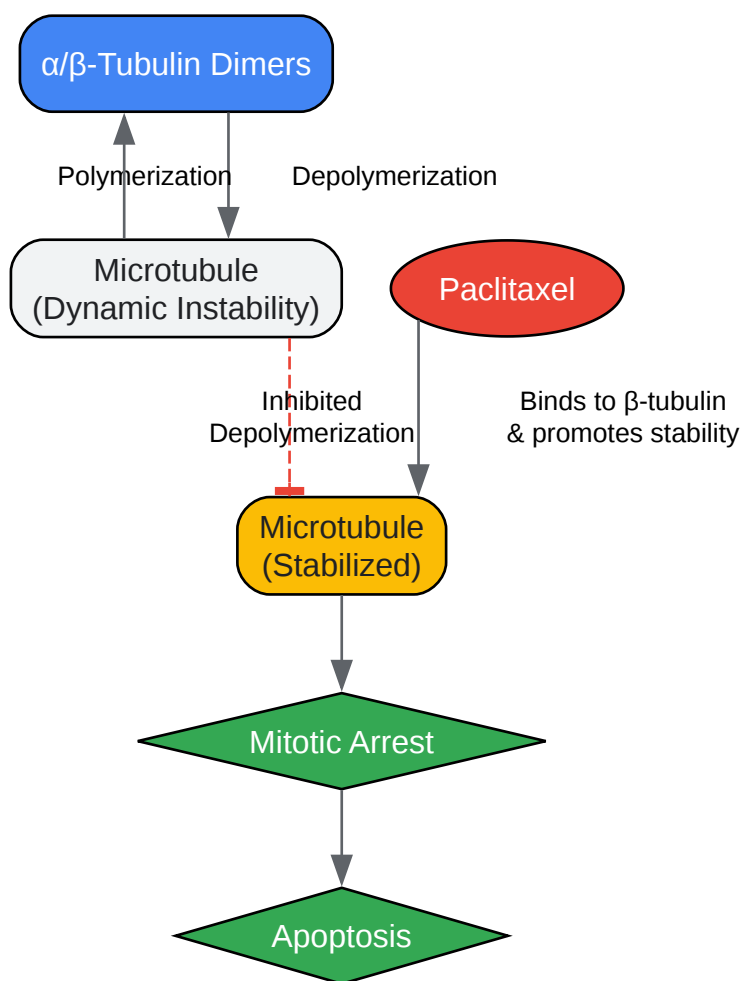 α/β-Tubulin Dimers
Polymerization
Depolymerization
Microtubule
(Dynamic Instability)
Paclitaxel
Inhibited
Depolymerization
Binds to β-tubulin
& promotes stability
Microtubule
(Stabilized)
Mitotic Arrest
Apoptosis